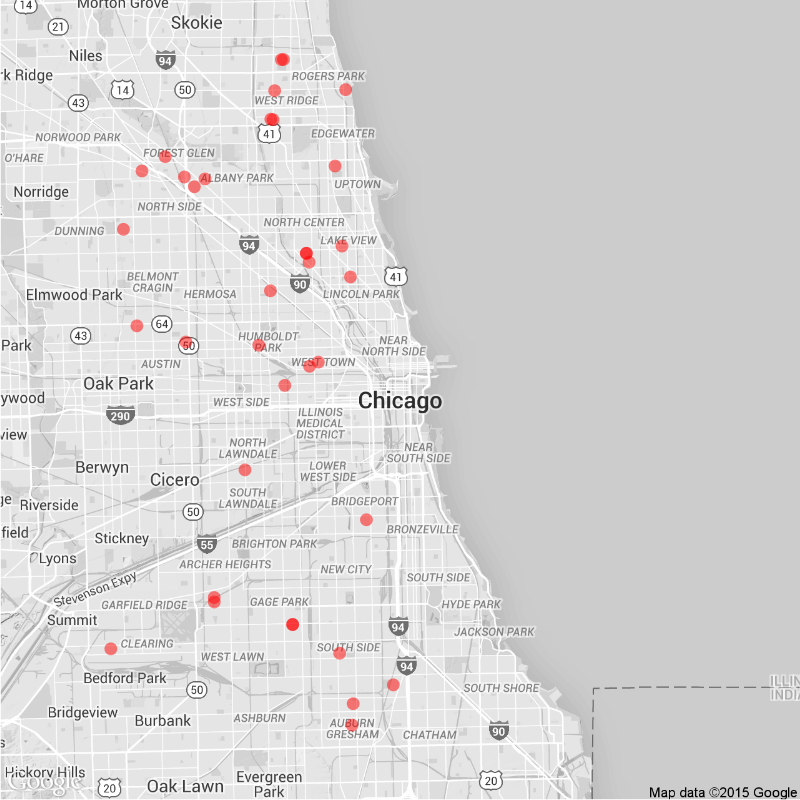 14
Morton Grove
21
Skokie
Niles
94
rk Ridge
ROGERS PARK
14
50
43
WEST RIDGE
41
EDGEWATER
NORWOOD PARK
O'HARE
FOREST GLEN
ALBANY PARK
Norridge
UPTOWN
NORTH SIDE
NORTH CENTER
DUNNING
94
LAKE VIEW
BELMONT
CRAGIN
90
41
Elmwood Park
HERMOSA
LINCOLN PARK
64
43
HUMBOLDT
PARK
NEAR
NORTH SIDE
Park
50
AUSTIN
WEST TOWN
Oak Park
ywood
WEST SIDE
Chicago
290
ILLINOIS
MEDICAL
DISTRICT
view
NORTH
LAWNDALE
NEAR
SOUTH SIDE
Berwyn
LOWER
WEST SIDE
Cicero
ge
Riverside
SOUTH
LAWNDALE
BRIDGEPORT
50
field
Stickney
BRONZEVILLE
55
BRIGHTON PARK
Lyons
ARCHER HEIGHTS
NEW CITY
SOUTH SIDE
Stevenson Expy
GARFIELD RIDGE
GAGE PARK
HYDE PARK
Summit
94
JACKSON PARK
CLEARING
SOUTH SIDE
WEST LAWN
94
Bedford Park
50
SOUTH SHORE
ILLIN
INDIA
Bridgeview
Burbank
ASHBURN
AUBURN
GRESHAM
CHATHAM
90
s
Hickory Hills
Google
20
Oak Lawn
Evergreen
Park
20
Map data ©2015 Google